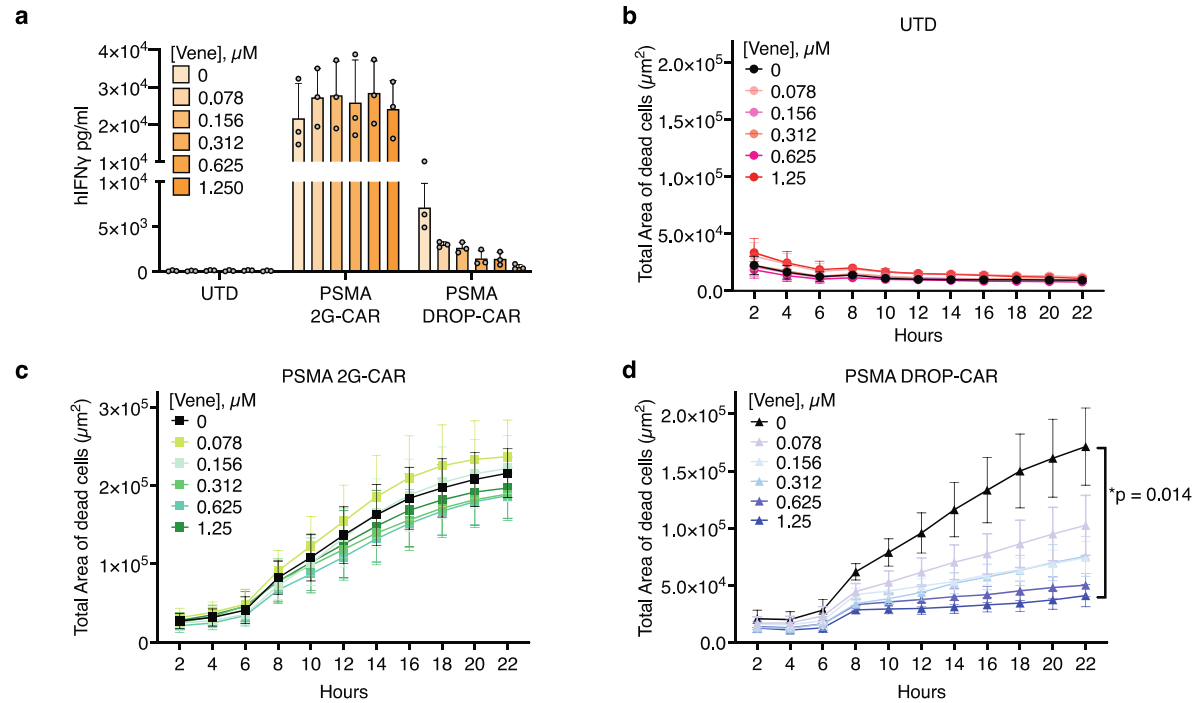 a
[Vene], µM
0
0.078
0.156
0.312
0.625
1.250
hIFNγ pg/ml
4×10⁴
3×10⁴
2×10⁴
1×10⁴
1×10⁴
5×10³
0
UTD
PSMA
2G-CAR
PSMA
DROP-CAR
b
UTD
[Vene], µM
0
0.078
0.156
0.312
0.625
1.25
Total Area of dead cells (µm²)
2.0×10⁵
1.5×10⁵
1.0×10⁵
5.0×10⁴
0.0
2 4 6 8 10 12 14 16 18 20 22
Hours
c
PSMA 2G-CAR
[Vene], µM
0
0.078
0.156
0.312
0.625
1.25
Total Area of dead cells (µm²)
3×10⁵
2×10⁵
1×10⁵
0
2 4 6 8 10 12 14 16 18 20 22
Hours
d
PSMA DROP-CAR
[Vene], µM
0
0.078
0.156
0.312
0.625
1.25
Total Area of dead cells (µm²)
2.0×10⁵
1.5×10⁵
1.0×10⁵
5.0×10⁴
0.0
2 4 6 8 10 12 14 16 18 20 22
Hours
*p = 0.014